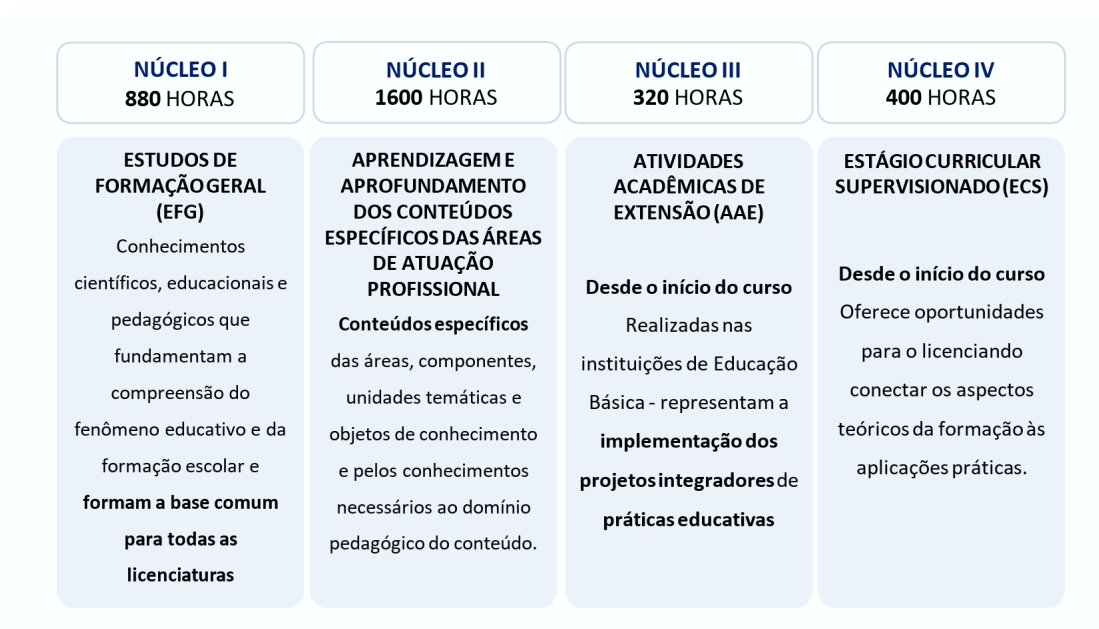 NÚCLEO I
880 HORAS
ESTUDOS DE
FORMAÇÃO GERAL
(EFG)
Conhecimentos
científicos, educacionais e
pedagógicos que
fundamentam a
compreensão do
fenômeno educativo e da
formação escolar e
formam a base comum
para todas as
licenciaturas
NÚCLEO II
1600 HORAS
APRENDIZAGEM E
APROFUNDAMENTO
DOS CONTEÚDOS
ESPECÍFICOS DAS ÁREAS
DE ATUAÇÃO
PROFISSIONAL
Conteúdos específicos
das áreas, componentes,
unidades temáticas e
objetos de conhecimento
e pelos conhecimentos
necessários ao domínio
pedagógico do conteúdo.
NÚCLEO III
320 HORAS
ATIVIDADES
ACADÊMICAS DE
EXTENSÃO (AAE)
Desde o início do curso
Realizadas nas
instituições de Educação
Básica - representam a
implementação dos
projetos integradores de
práticas educativas
NÚCLEO IV
400 HORAS
ESTÁGIO CURRICULAR
SUPERVISIONADO (ECS)
Desde o início do curso
Oferece oportunidades
para o licenciando
conectar os aspectos
teóricos da formação às
aplicações práticas.